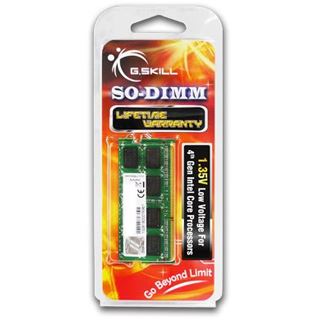 G.SKILL
SO-DIMM
LIFETIME
WARRANTY
1.35V Low Voltage For
4th Gen Intel Core Processors
Go Beyond Limit